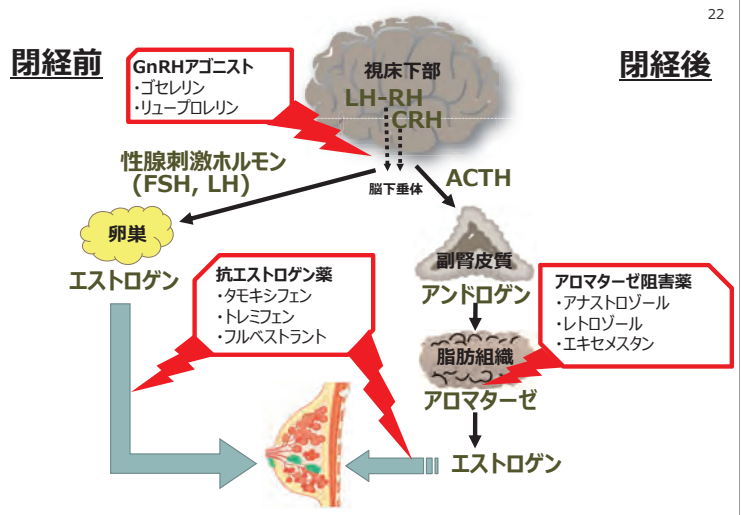 22
閉経前
閉経後
GnRHアゴニスト
・ゴセレリン
・リュープロレリン
視床下部
LH-RH
CRH
性腺刺激ホルモン
(FSH, LH)
脳下垂体
ACTH
卵巣
副腎皮質
エストロゲン
アンドロゲン
抗エストロゲン薬
・タモキシフェン
・トレミフェン
・フルベストラント
アロマターゼ阻害薬
・アナストロゾール
・レトロゾール
・エキセメスタン
脂肪組織
アロマターゼ
エストロゲン